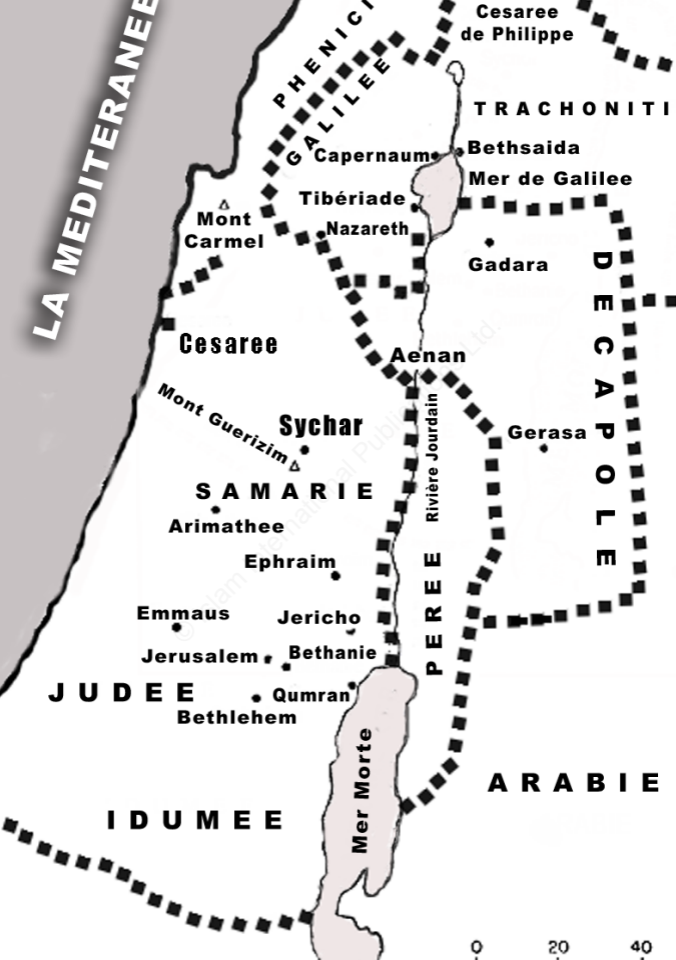 Cesaree
de Philippe
PHENICI
LA MEDITERANEE
GALILEE
TRACHONITI
Capernaum
Bethsaida
Mer de Galilee
Tibériade
Mont
Carmel
Nazareth
Gadara
DECAPOLE
Cesaree
Aenan
Mont Guerizim
Sychar
Rivière Jourdain
Gerasa
SAMARIE
Arimathee
Ephraim
PEREE
Emmaus
Jericho
Jerusalem
Bethanie
JUDEE
Qumran
Bethlehem
Mer Morte
ARABIE
IDUMEE
0 20 40